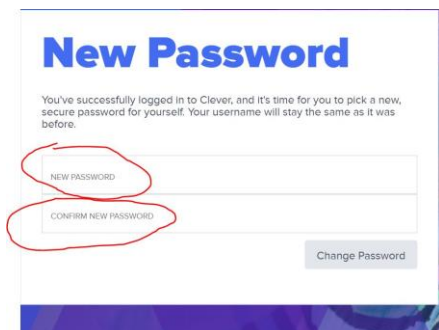 New Password
You've successfully logged in to Clever, and it's time for you to pick a new,
secure password for yourself. Your username will stay the same as it was
before.
NEW PASSWORD
CONFIRM NEW PASSWORD
Change Password